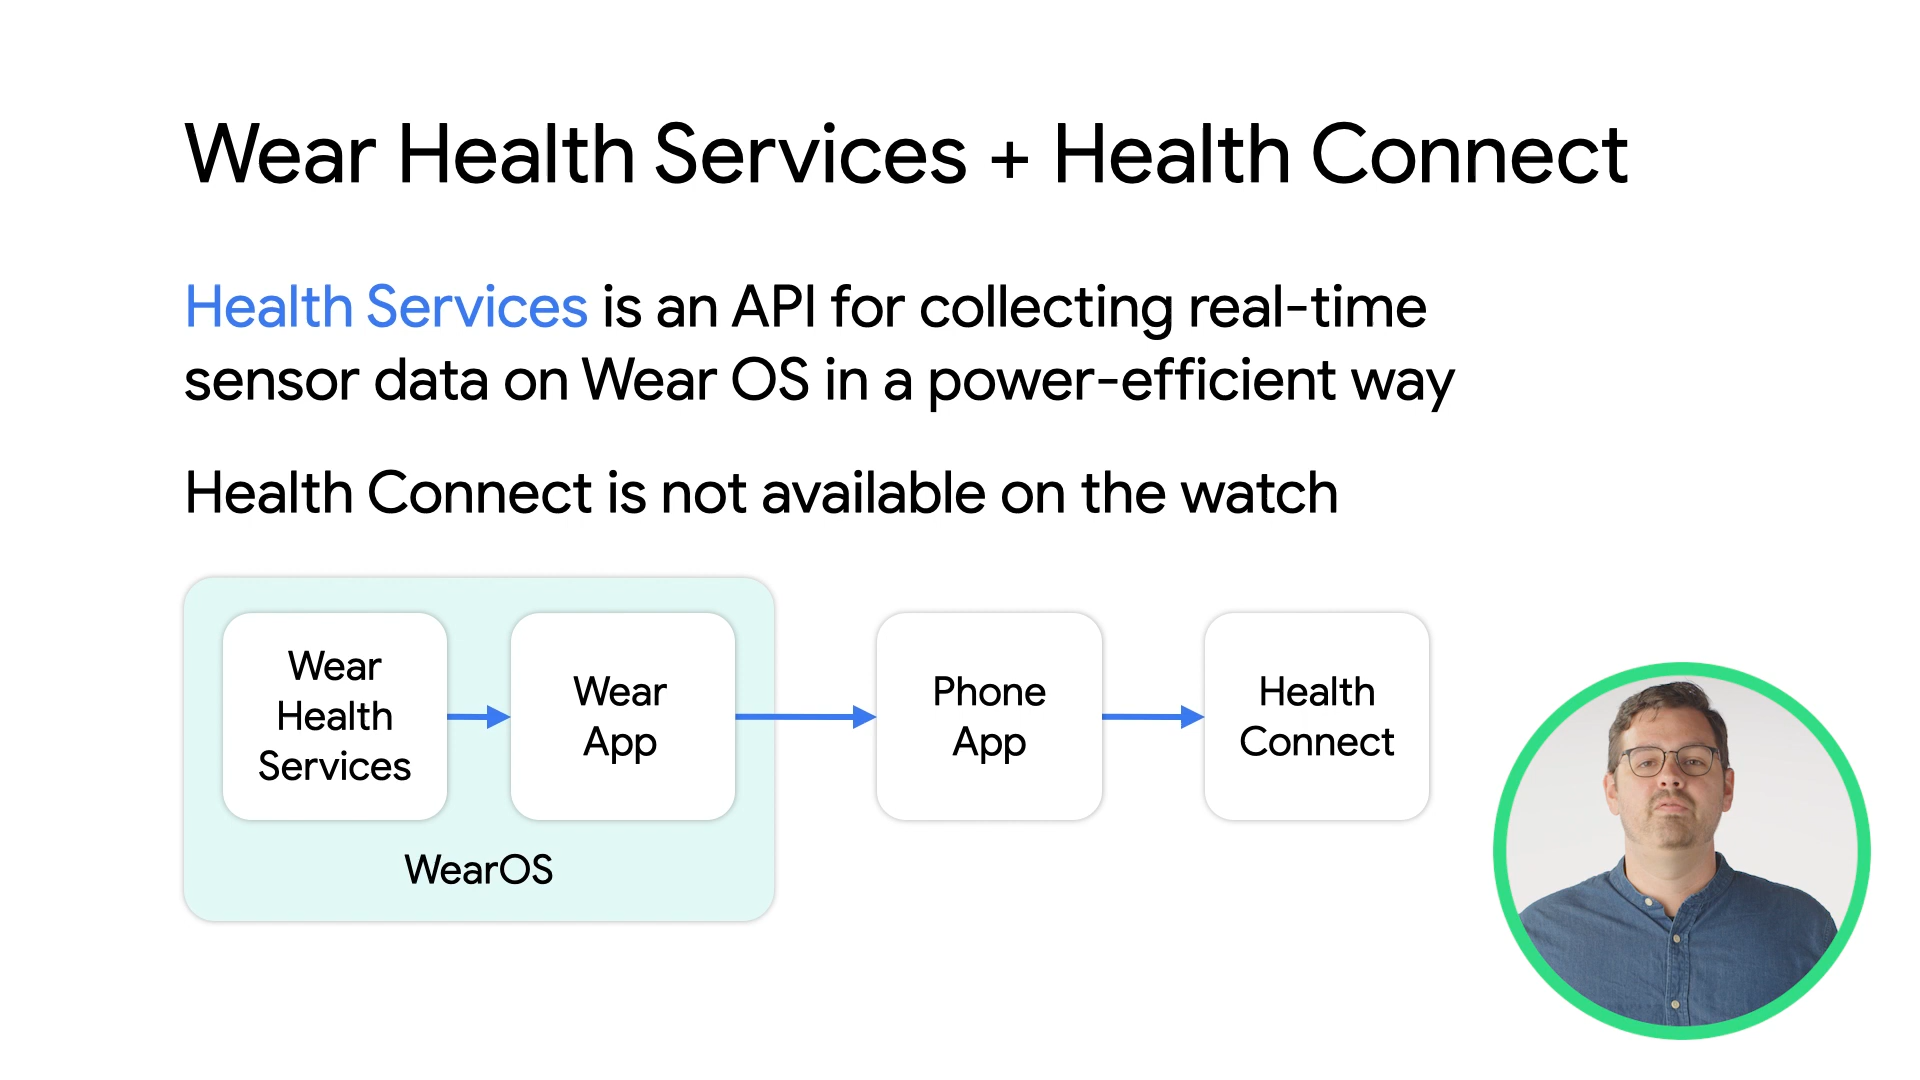 Wear Health Services + Health Connect
Health Services is an API for collecting real-time
sensor data on Wear OS in a power-efficient way
Health Connect is not available on the watch
Wear
Health
Services
Wear
App
Phone
App
Health
Connect
WearOS